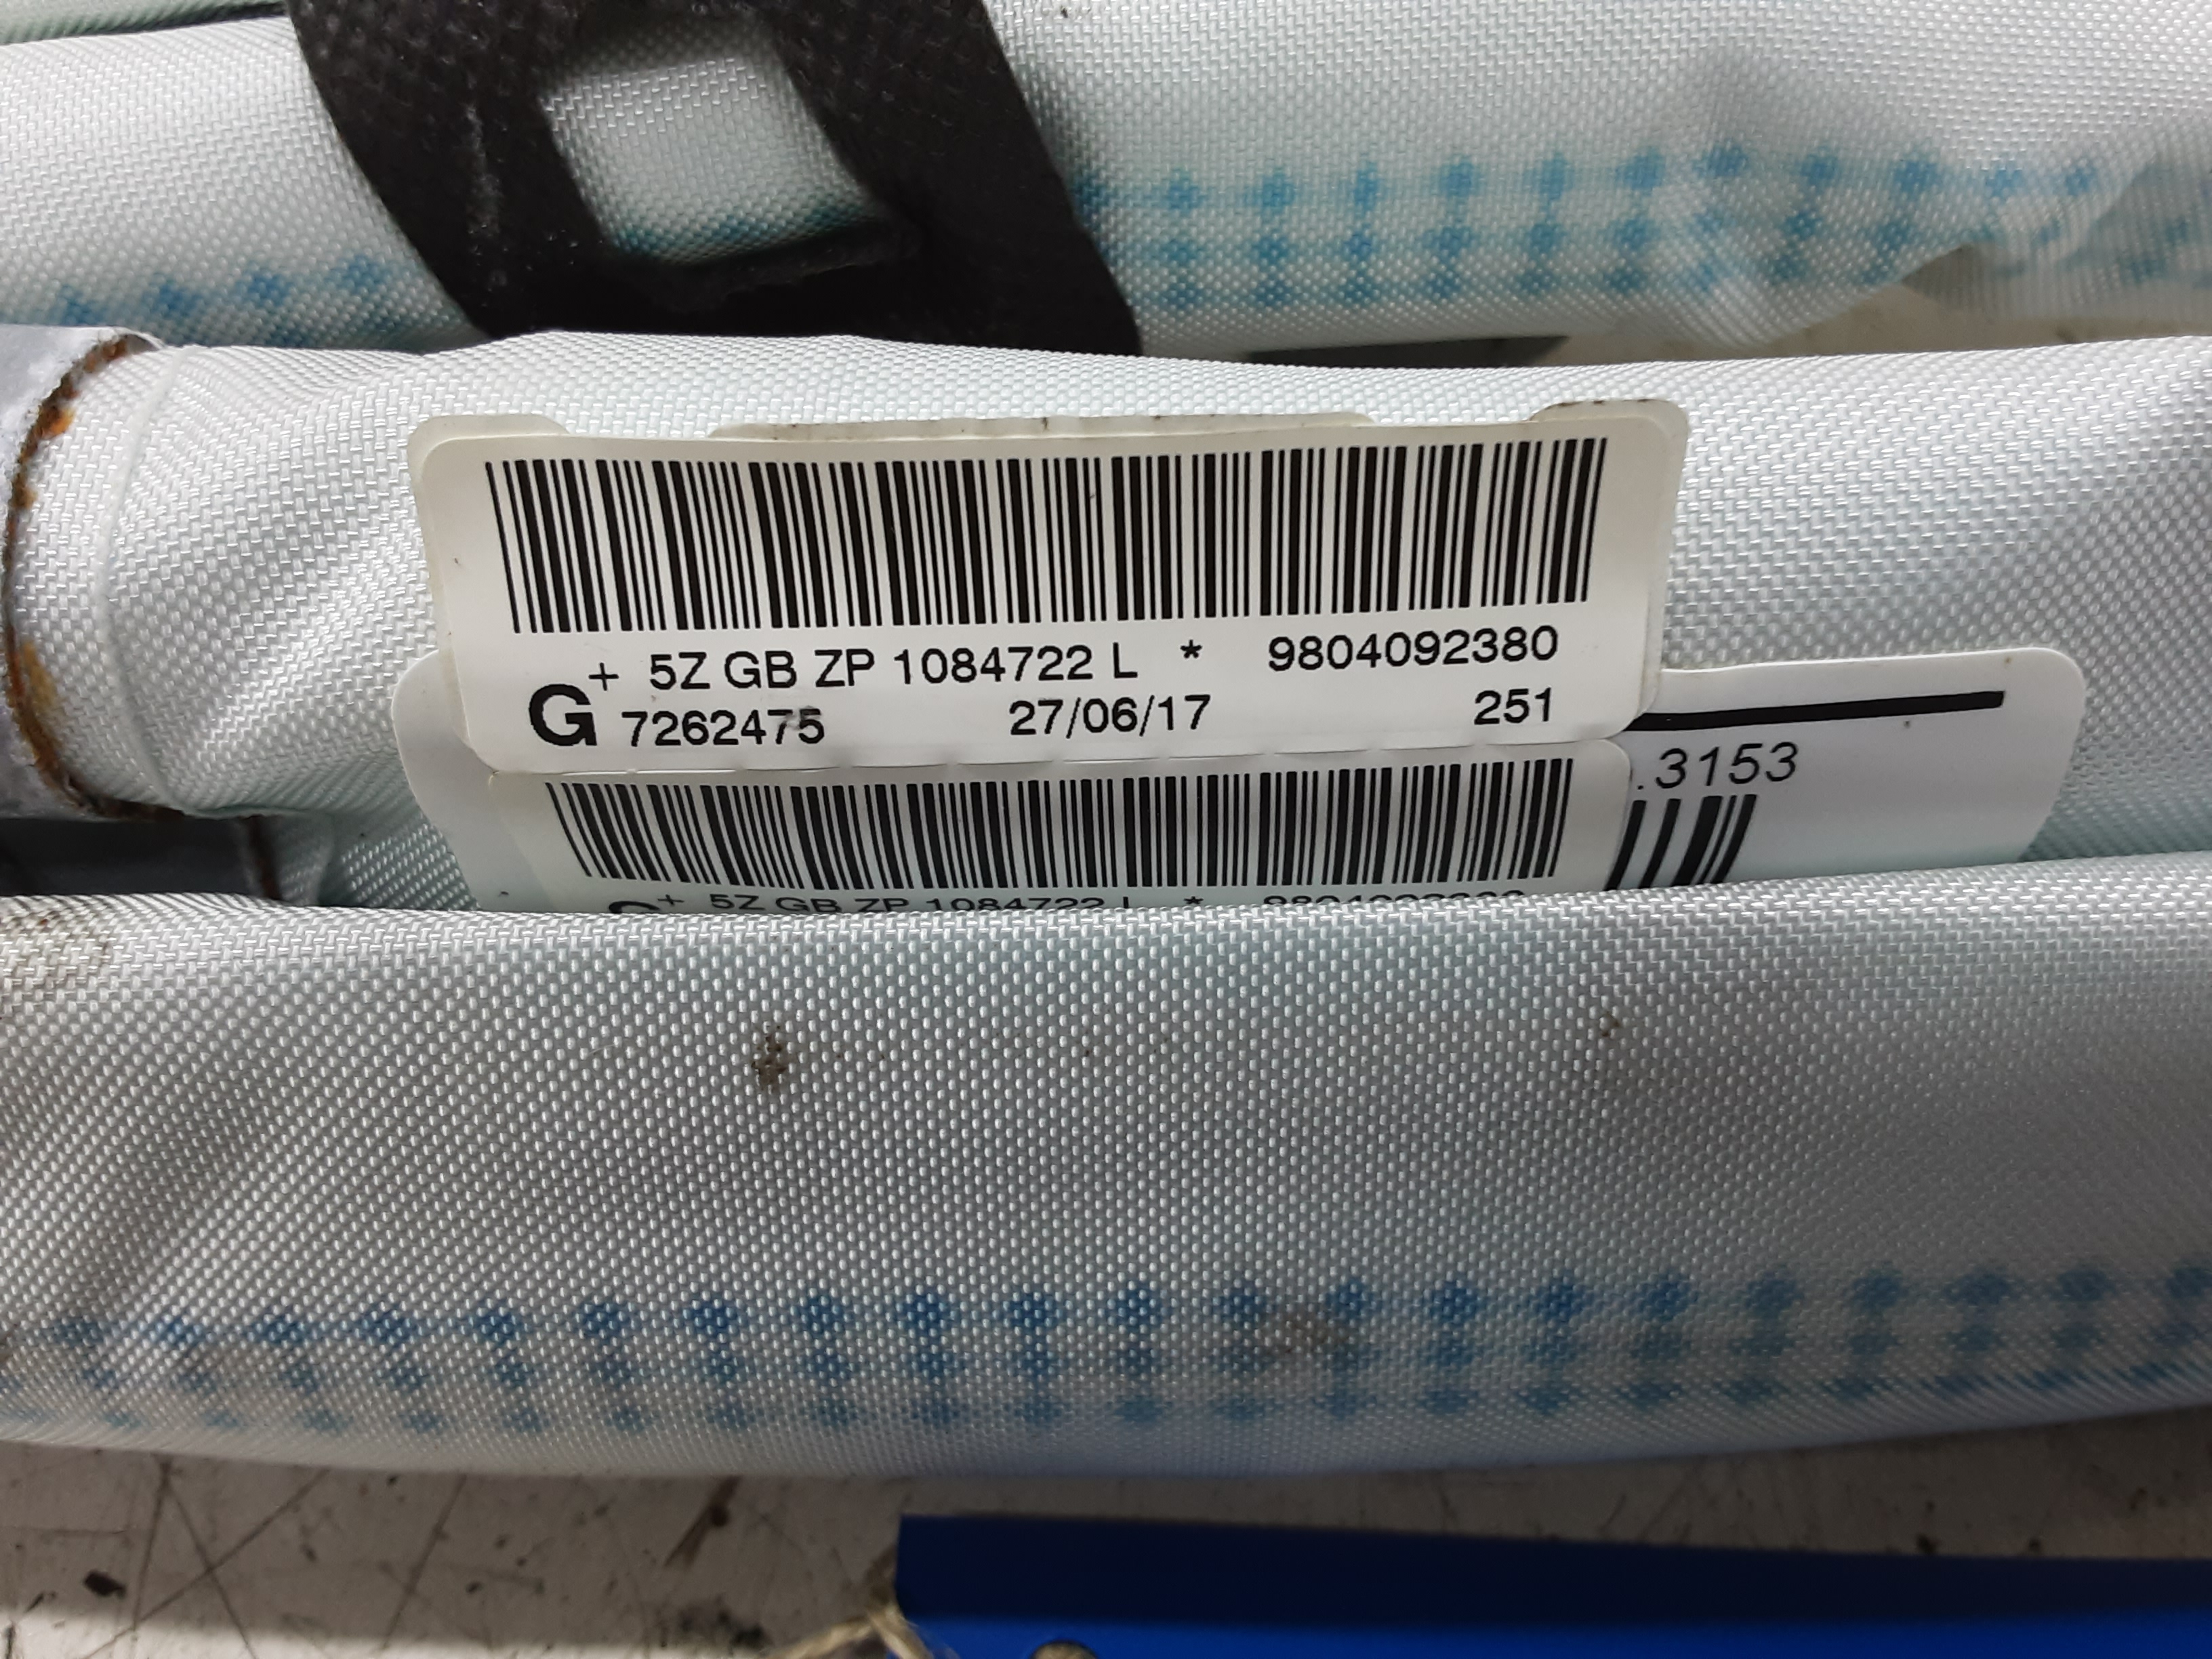 + 5Z GB ZP 1084722 L * 9804092380
G 7262475 27/06/17 251
.3153
+ 5Z GB ZP 1084722 L *